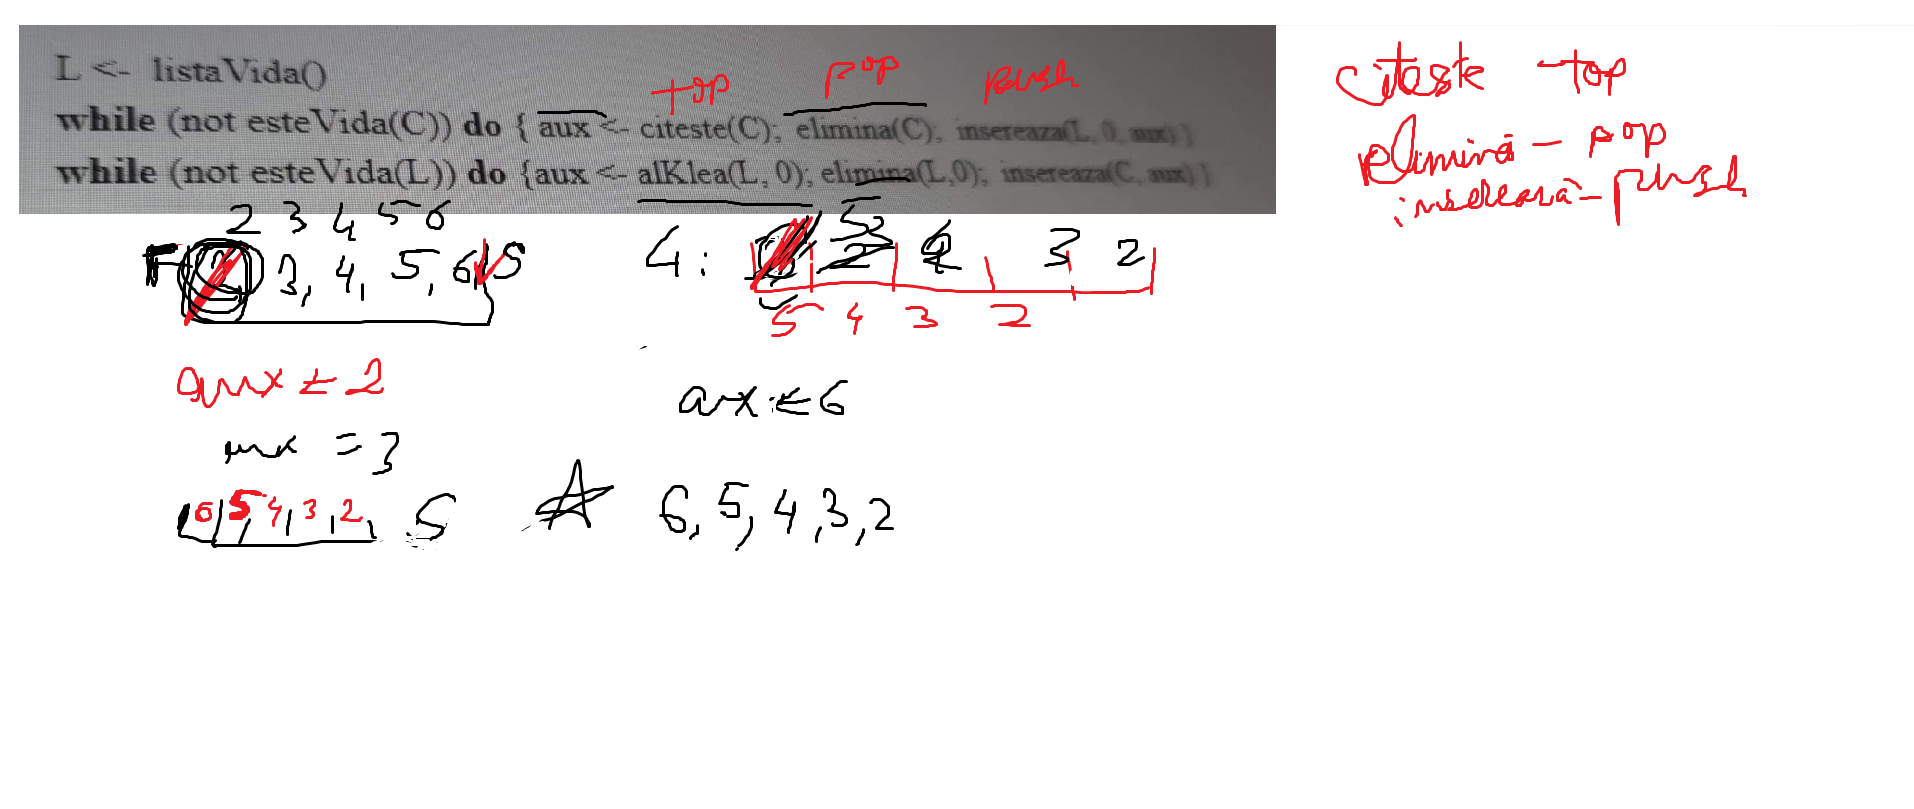 top pop push
L <- listaVida()
while (not esteVida(C)) do { aux <- citeste(C); elimina(C); insereaza(L, 0, aux) }
while (not esteVida(L)) do {aux <- alKlea(L, 0); elimina(L,0); insereaza(C, aux) }
citeste - top
elimină - pop
inserează - push
2 3 4 5 6
F 2 3, 4, 5, 6 S
5
4: 2 4 3 2
5 4 3 2
aux ← 2
aux ← 6
aux = 3
6 5, 4, 3, 2, S
6, 5, 4, 3, 2